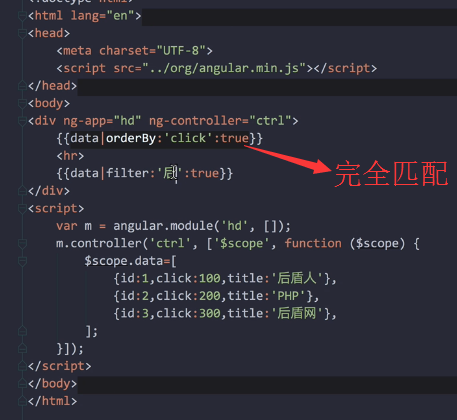 <!doctype html>
<html lang="en">
<head>
<meta charset="UTF-8">
<script src="../org/angular.min.js"></script>
</head>
<body>
<div ng-app="hd" ng-controller="ctrl">
{{data|orderBy:'click':true}}
<hr>
完全匹配
{{data|filter:'后':true}}
</div>
<script>
var m = angular.module('hd', []);
m.controller('ctrl', ['$scope', function ($scope) {
$scope.data=[
{id:1,click:100,title:'后盾人'},
{id:2,click:200,title:'PHP'},
{id:3,click:300,title:'后盾网'},
];
}]);
</script>
</body>
</html>